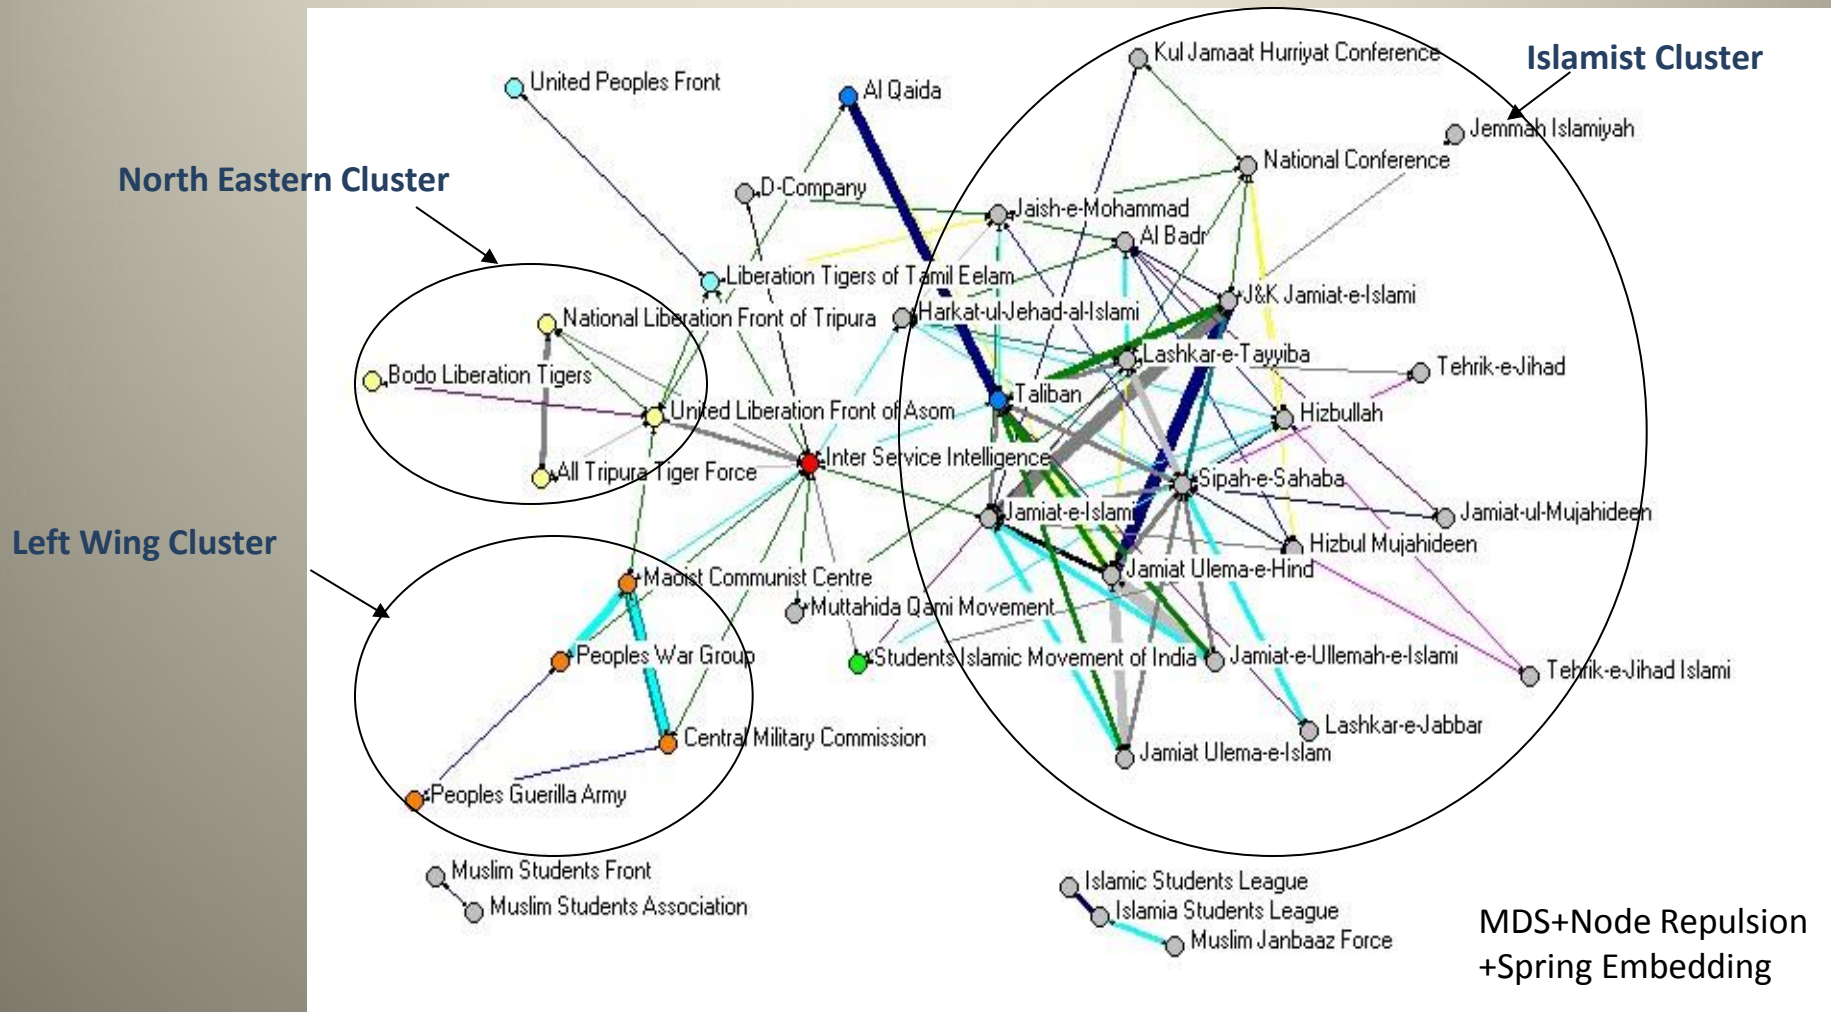 Kul Jamaat Hurriyat Conference
Islamist Cluster
United Peoples Front
Al Qaida
Jemmah Islamiyah
National Conference
North Eastern Cluster
D-Company
Jaish-e-Mohammad
Al Badr
Liberation Tigers of Tamil Eelam
J&K Jamiat-e-Islami
National Liberation Front of Tripura
Harkat-ul-Jehad-al-Islami
Lashkar-e-Tayyiba
Tehrik-e-Jihad
Bodo Liberation Tigers
Taliban
United Liberation Front of Asom
Hizbullah
Inter Service Intelligence
All Tripura Tiger Force
Sipah-e-Sahaba
Jamiat-e-Islami
Jamiat-ul-Mujahideen
Left Wing Cluster
Hizbul Mujahideen
Maoist Communist Centre
Jamiat Ulema-e-Hind
Muttahida Qami Movement
Peoples War Group
Students Islamic Movement of India
Jamiat-e-Ullemah-e-Islami
Tehrik-e-Jihad Islami
Lashkar-e-Jabbar
Central Military Commission
Jamiat Ulema-e-Islam
Peoples Guerilla Army
Muslim Students Front
Islamic Students League
Muslim Students Association
Islamia Students League
Muslim Janbaaz Force
MDS+Node Repulsion
+Spring Embedding